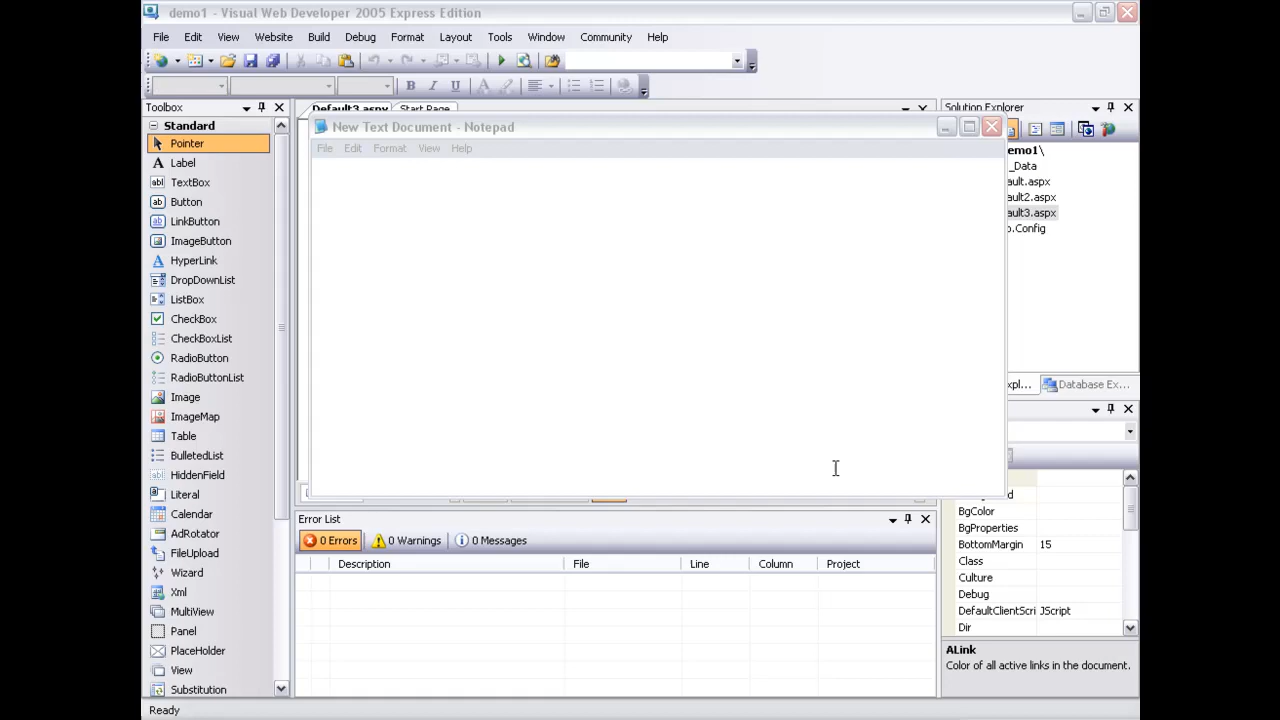 demo1 - Visual Web Developer 2005 Express Edition
File Edit View Website Build Debug Format Layout Tools Window Community Help
Toolbox
Standard
Pointer
Label
TextBox
Button
LinkButton
ImageButton
HyperLink
DropDownList
ListBox
CheckBox
CheckBoxList
RadioButton
RadioButtonList
Image
ImageMap
Table
BulletedList
HiddenField
Literal
Calendar
AdRotator
FileUpload
Wizard
Xml
MultiView
Panel
PlaceHolder
View
Substitution
Default3.aspx Start Page
New Text Document - Notepad
File Edit Format View Help
Error List
0 Errors 0 Warnings 0 Messages
Description File Line Column Project
Solution Explorer
emo1\
_Data
ault.aspx
ault2.aspx
ault3.aspx
.Config
xpl... Database Ex...
BgColor
BgProperties
BottomMargin 15
Class
Culture
Debug
DefaultClientScri JScript
Dir
ALink
Color of all active links in the document.
Ready